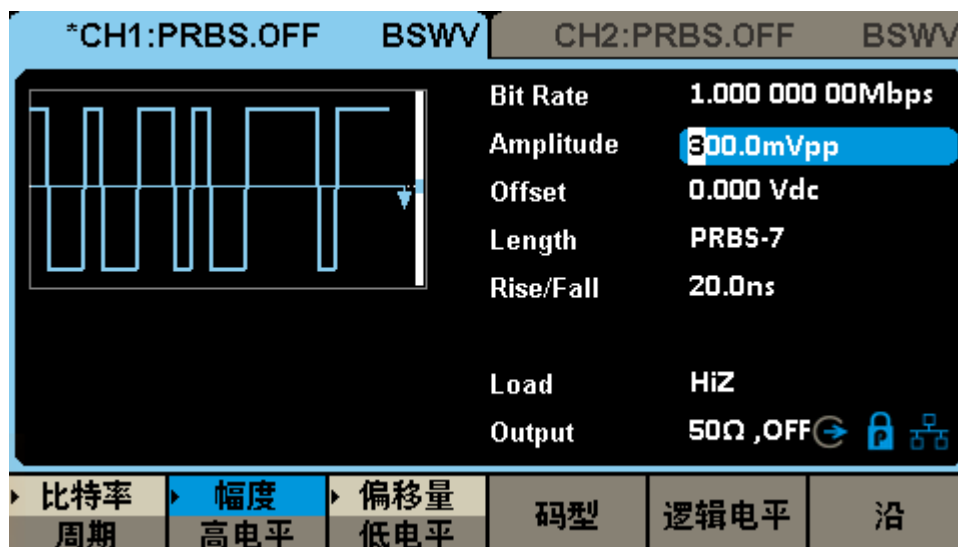 *CH1:PRBS.OFF BSWV CH2:PRBS.OFF BSWV
Bit Rate 1.000 000 00Mbps
Amplitude 300.0mVpp
Offset 0.000 Vdc
Length PRBS-7
Rise/Fall 20.0ns
Load HiZ
Output 50Ω ,OFF P
比特率 幅度 偏移量 码型 逻辑电平 沿
周期 高电平 低电平